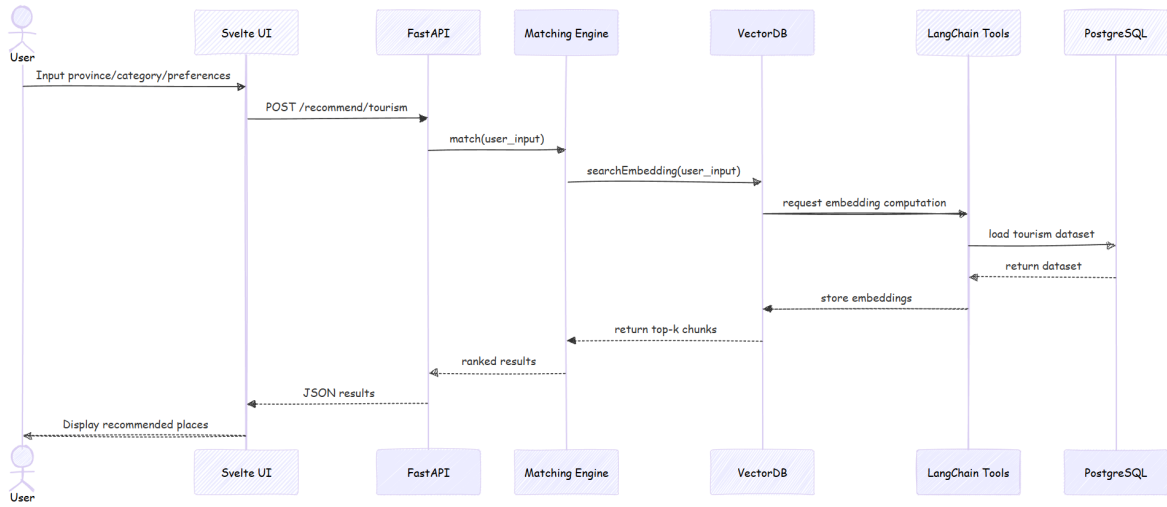 User
Svelte UI
FastAPI
Matching Engine
VectorDB
LangChain Tools
PostgreSQL
Input province/category/preferences
POST /recommend/tourism
match(user_input)
searchEmbedding(user_input)
request embedding computation
load tourism dataset
return dataset
store embeddings
return top-k chunks
ranked results
JSON results
Display recommended places
User
Svelte UI
FastAPI
Matching Engine
VectorDB
LangChain Tools
PostgreSQL